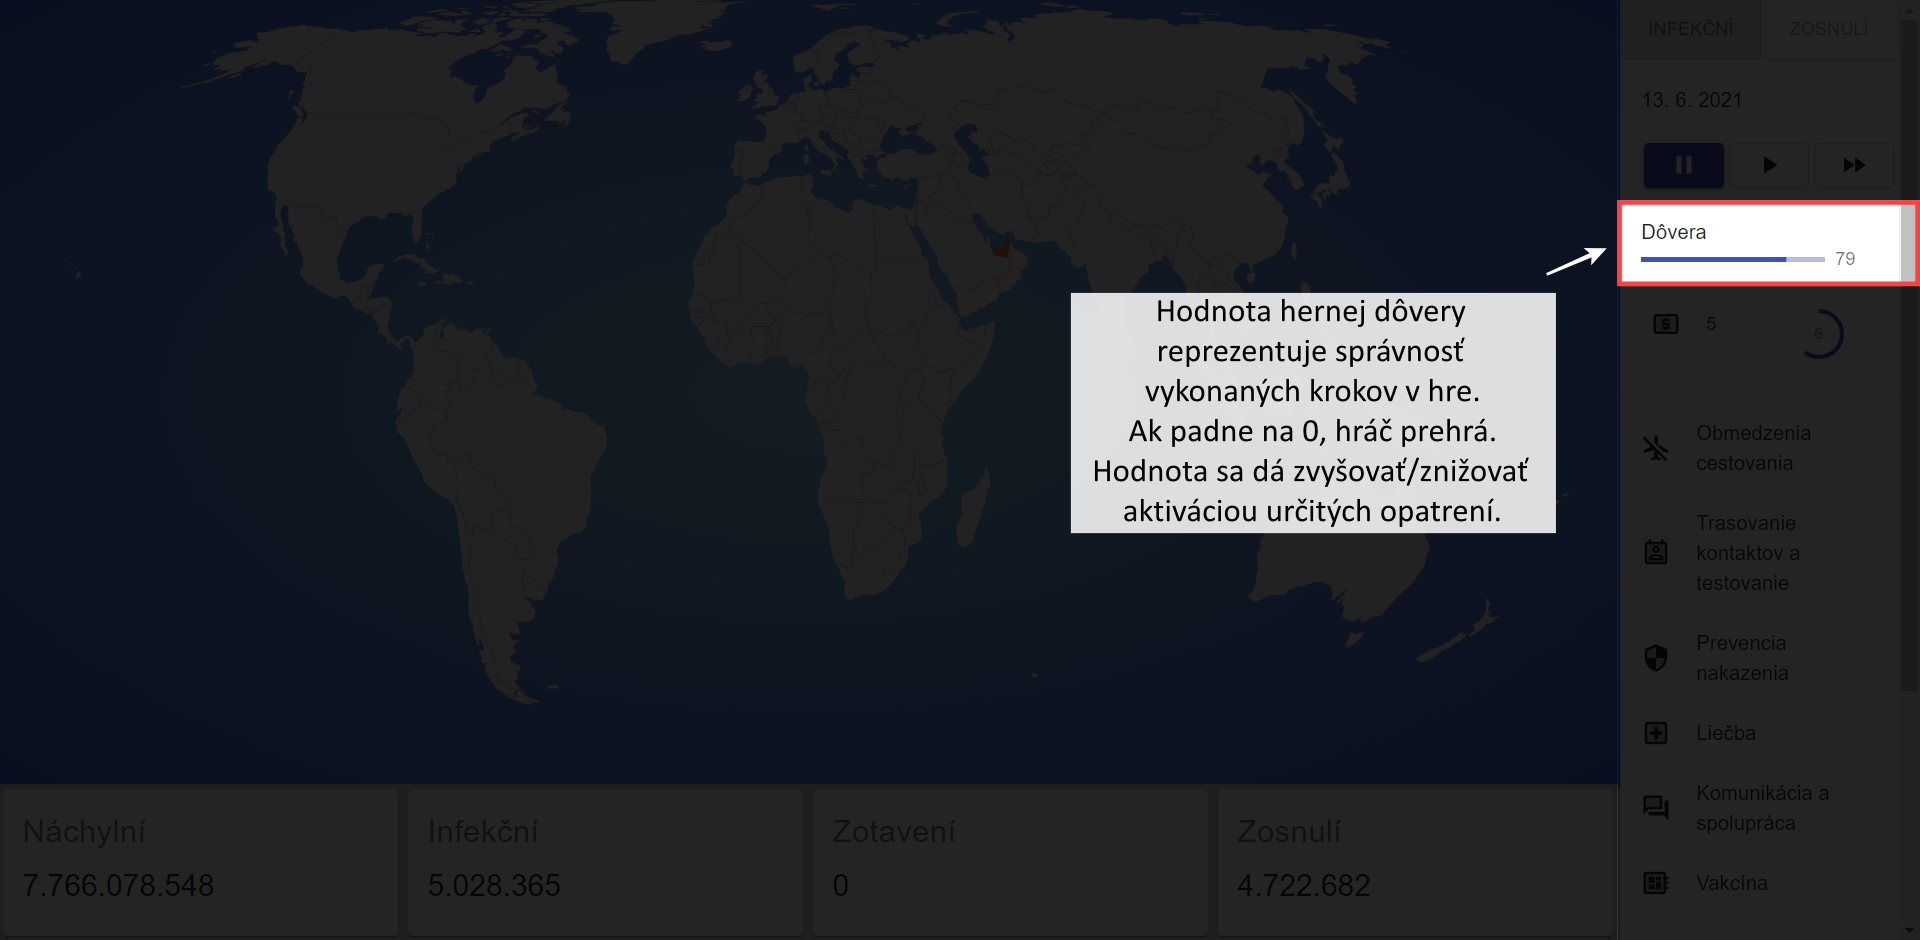 INFEKČNÍ
ZOSNULÍ
13. 6. 2021
Dôvera
79
Hodnota hernej dôvery
reprezentuje správnosť
vykonaných krokov v hre.
Ak padne na 0, hráč prehrá.
Hodnota sa dá zvyšovať/znižovať
aktiváciou určitých opatrení.
5
6
Obmedzenia
cestovania
Trasovanie
kontaktov a
testovanie
Prevencia
nakazenia
Liečba
Komunikácia a
spolupráca
Vakcína
Náchylní
7.766.078.548
Infekční
5.028.365
Zotavení
0
Zosnulí
4.722.682